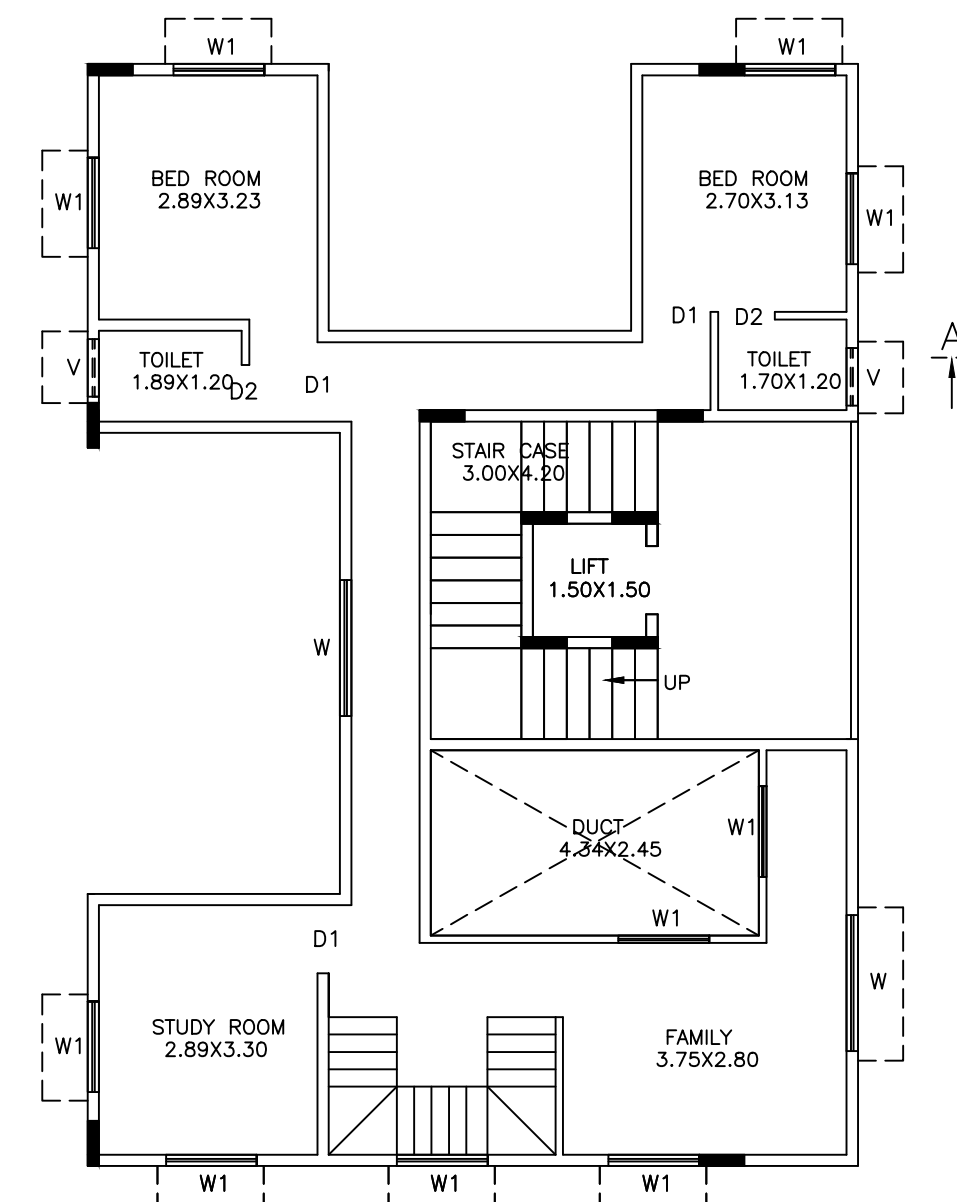 W1
W1
BED ROOM
2.89X3.23
BED ROOM
2.70X3.13
W1
W1
D1
D2
A
V
TOILET
1.89X1.20
D2
D1
TOILET
1.70X1.20
V
STAIR CASE
3.00X4.20
LIFT
1.50X1.50
W
UP
DUCT
4.34X2.45
W1
W1
D1
W
STUDY ROOM
2.89X3.30
W1
FAMILY
3.75X2.80
W1
W1
W1